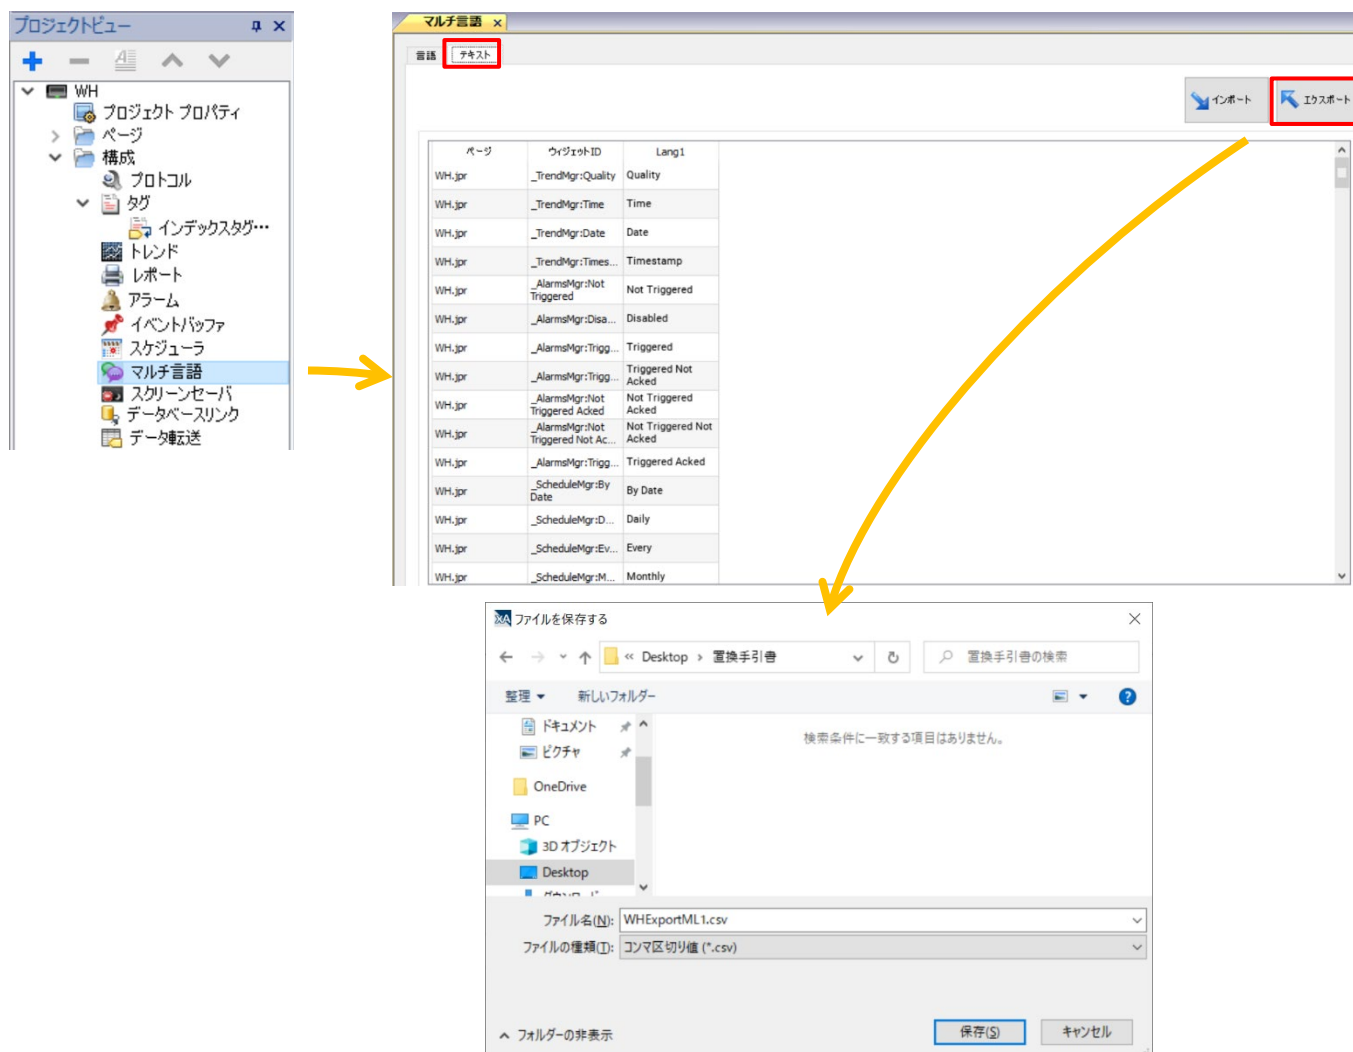 プロジェクトビュー
WH
プロジェクト プロパティ
ページ
構成
プロトコル
タグ
インデックスタグ…
トレンド
レポート
アラーム
イベントバッファ
スケジューラ
マルチ言語
スクリーンセーバ
データベースリンク
データ転送
マルチ言語
言語 テキスト
インポート エクスポート
ページ ウィジェットID Lang1
WH.jpr _TrendMgr:Quality Quality
WH.jpr _TrendMgr:Time Time
WH.jpr _TrendMgr:Date Date
WH.jpr _TrendMgr:Times... Timestamp
WH.jpr _AlarmsMgr:Not Triggered Not Triggered
WH.jpr _AlarmsMgr:Disa... Disabled
WH.jpr _AlarmsMgr:Trigg... Triggered
WH.jpr _AlarmsMgr:Trigg... Triggered Not Acked
WH.jpr _AlarmsMgr:Not Triggered Acked Not Triggered Acked
WH.jpr _AlarmsMgr:Not Triggered Not Ac... Not Triggered Not Acked
WH.jpr _AlarmsMgr:Trigg... Triggered Acked
WH.jpr _ScheduleMgr:By Date By Date
WH.jpr _ScheduleMgr:D... Daily
WH.jpr _ScheduleMgr:Ev... Every
WH.jpr _ScheduleMgr:M... Monthly
ファイルを保存する
« Desktop › 置換手引書
置換手引書の検索
整理 新しいフォルダー
ドキュメント
ピクチャ
OneDrive
PC
3D オブジェクト
Desktop
検索条件に一致する項目はありません。
ファイル名(N): WHExportML1.csv
ファイルの種類(T): コンマ区切り値 (*.csv)
フォルダーの非表示
保存(S) キャンセル